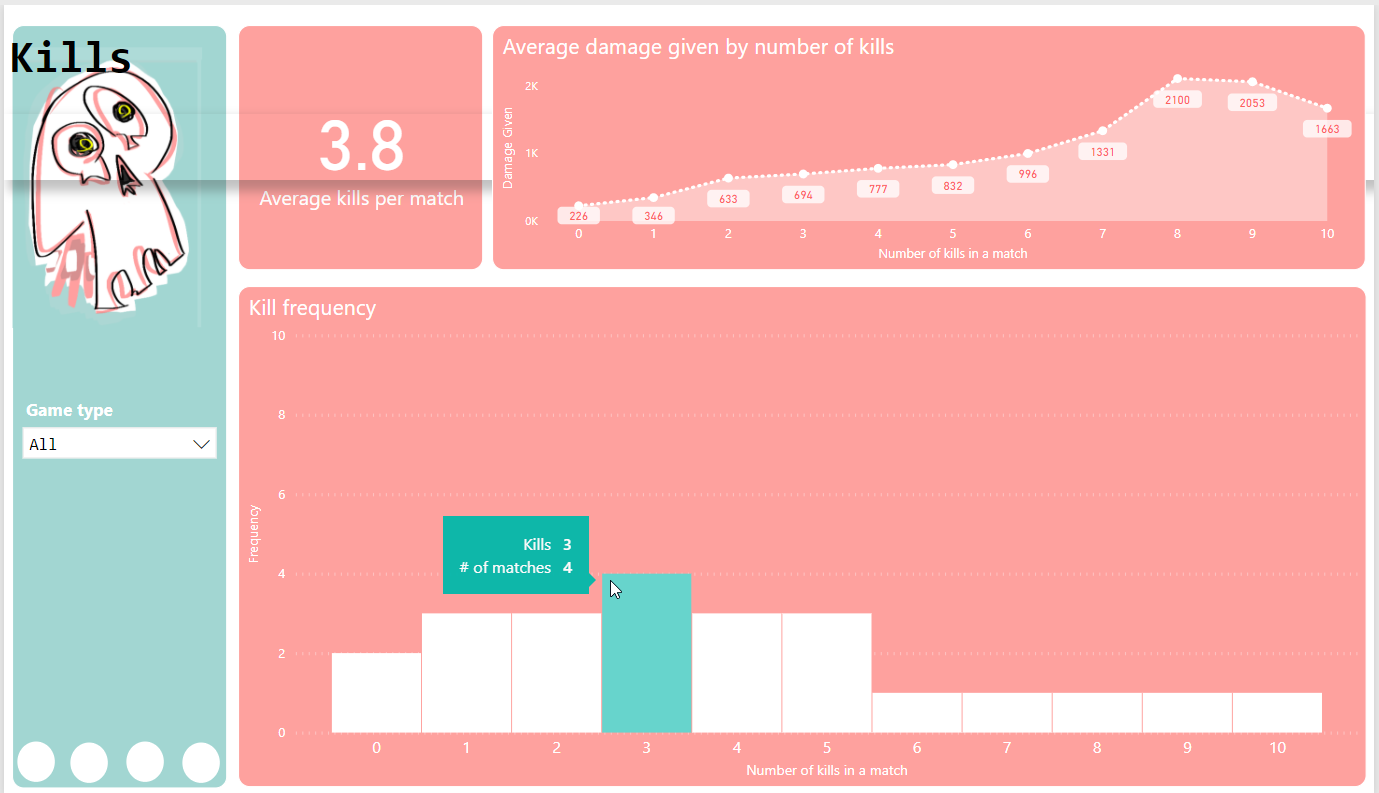 Kills
Game type
All
3.8
Average kills per match
Average damage given by number of kills
Damage Given
2K
1K
0K
226
346
633
694
777
832
996
1331
2100
2053
1663
0 1 2 3 4 5 6 7 8 9 10
Number of kills in a match
Kill frequency
Frequency
10
8
6
4
2
0
Kills 3
# of matches 4
0 1 2 3 4 5 6 7 8 9 10
Number of kills in a match